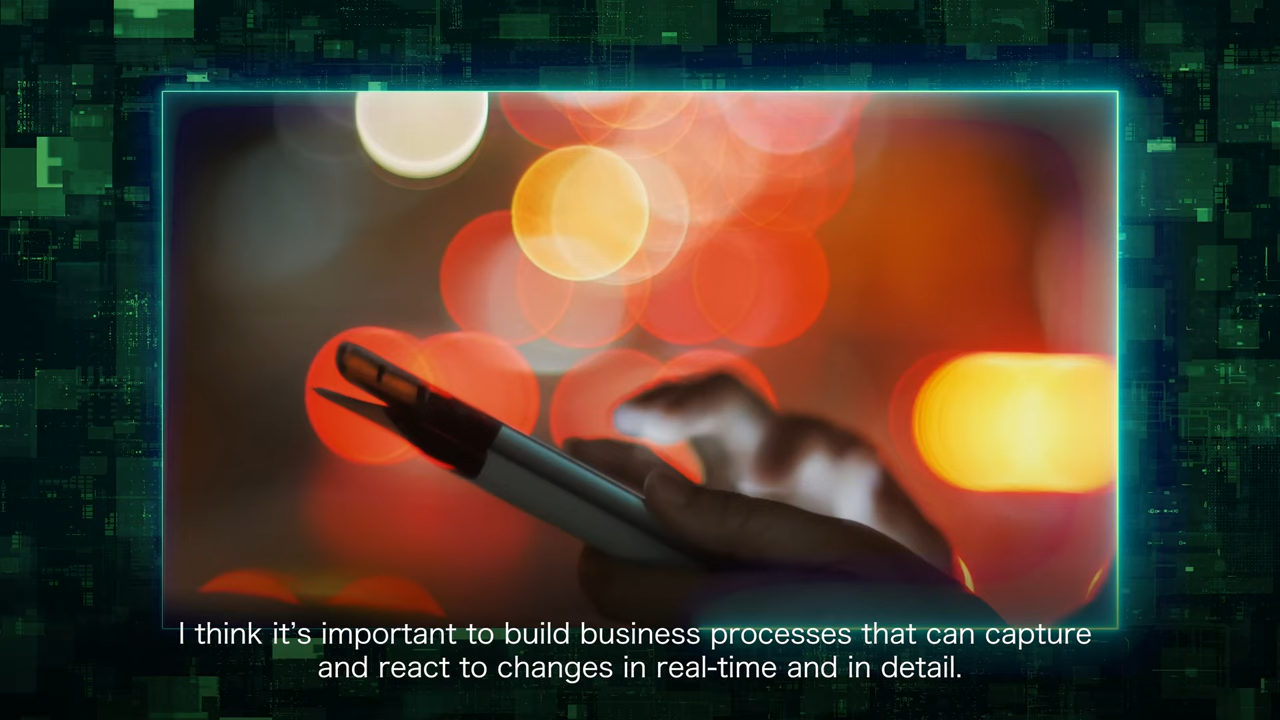 I think it’s important to build business processes that can capture
and react to changes in real-time and in detail.